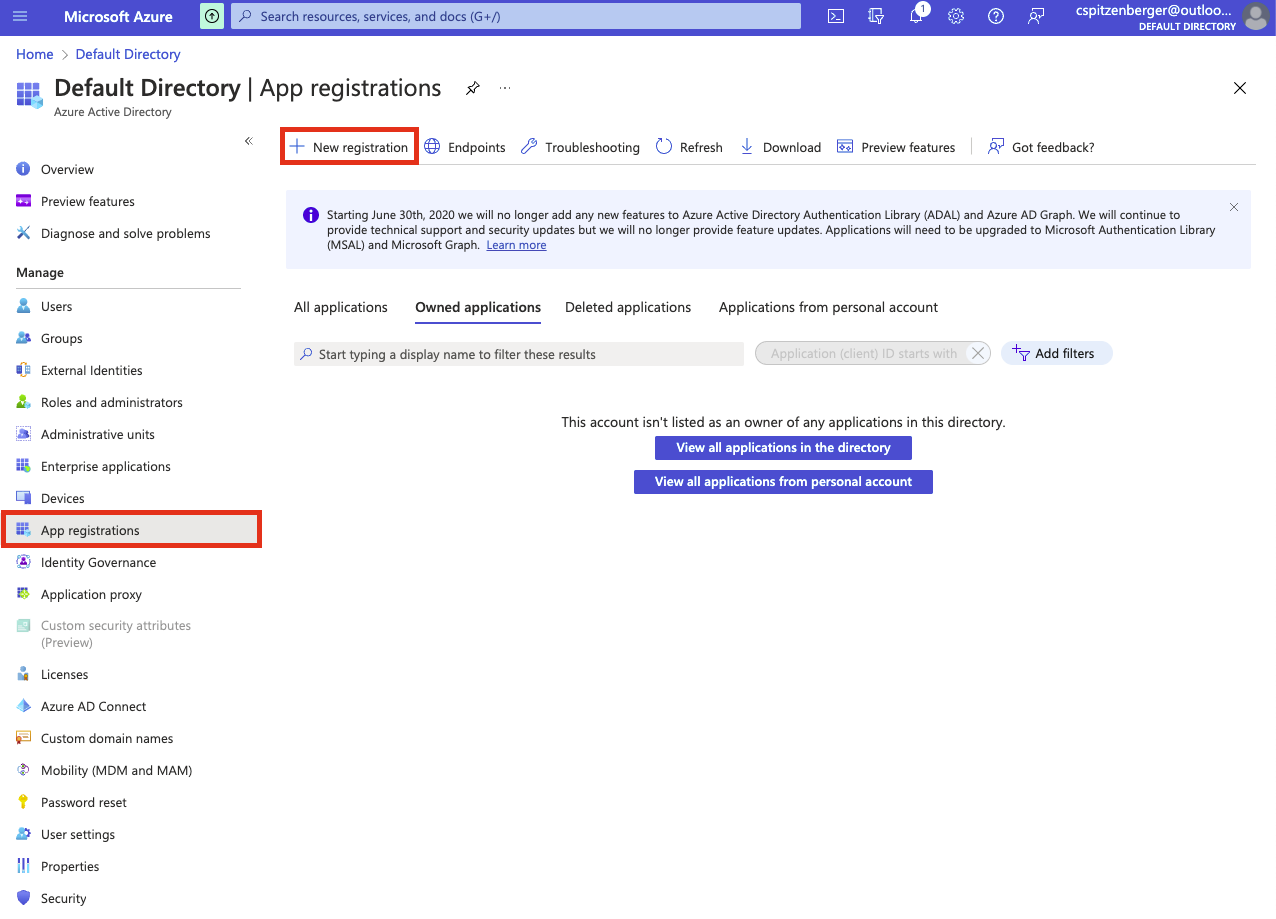 Microsoft Azure
Search resources, services, and docs (G+/)
1
cspitzenberger@outloo...
DEFAULT DIRECTORY
Home > Default Directory
Default Directory | App registrations ...
Azure Active Directory
«
New registration Endpoints Troubleshooting Refresh Download Preview features Got feedback?
Overview
Preview features
Diagnose and solve problems
Manage
Users
Groups
External Identities
Roles and administrators
Administrative units
Enterprise applications
Devices
App registrations
Identity Governance
Application proxy
Custom security attributes
(Preview)
Licenses
Azure AD Connect
Custom domain names
Mobility (MDM and MAM)
Password reset
User settings
Properties
Security
Starting June 30th, 2020 we will no longer add any new features to Azure Active Directory Authentication Library (ADAL) and Azure AD Graph. We will continue to
provide technical support and security updates but we will no longer provide feature updates. Applications will need to be upgraded to Microsoft Authentication Library
(MSAL) and Microsoft Graph. Learn more
All applications Owned applications Deleted applications Applications from personal account
Start typing a display name to filter these results Application (client) ID starts with Add filters
This account isn't listed as an owner of any applications in this directory.
View all applications in the directory
View all applications from personal account